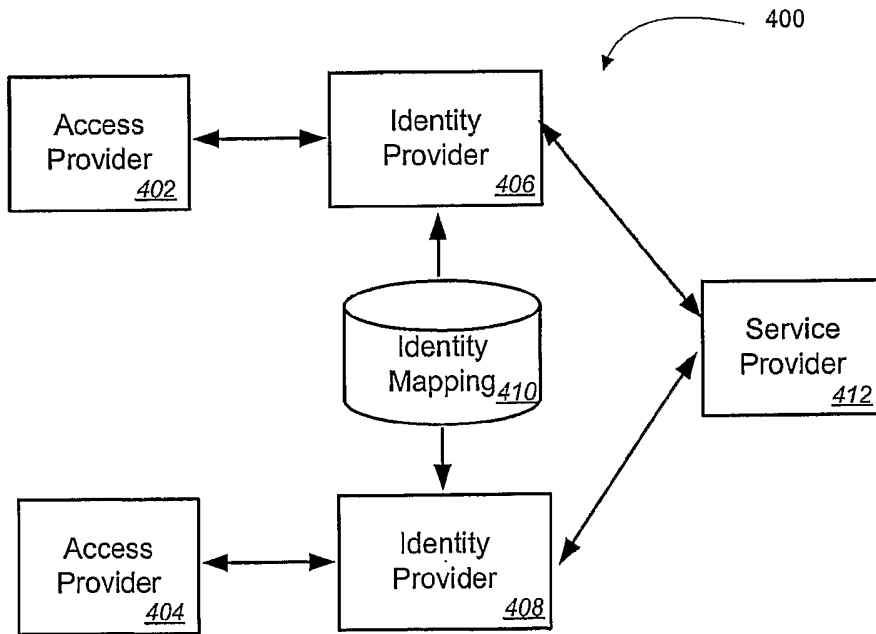 400
Access
Provider
402
Identity
Provider
406
Identity
Mapping
410
Service
Provider
412
Access
Provider
404
Identity
Provider
408